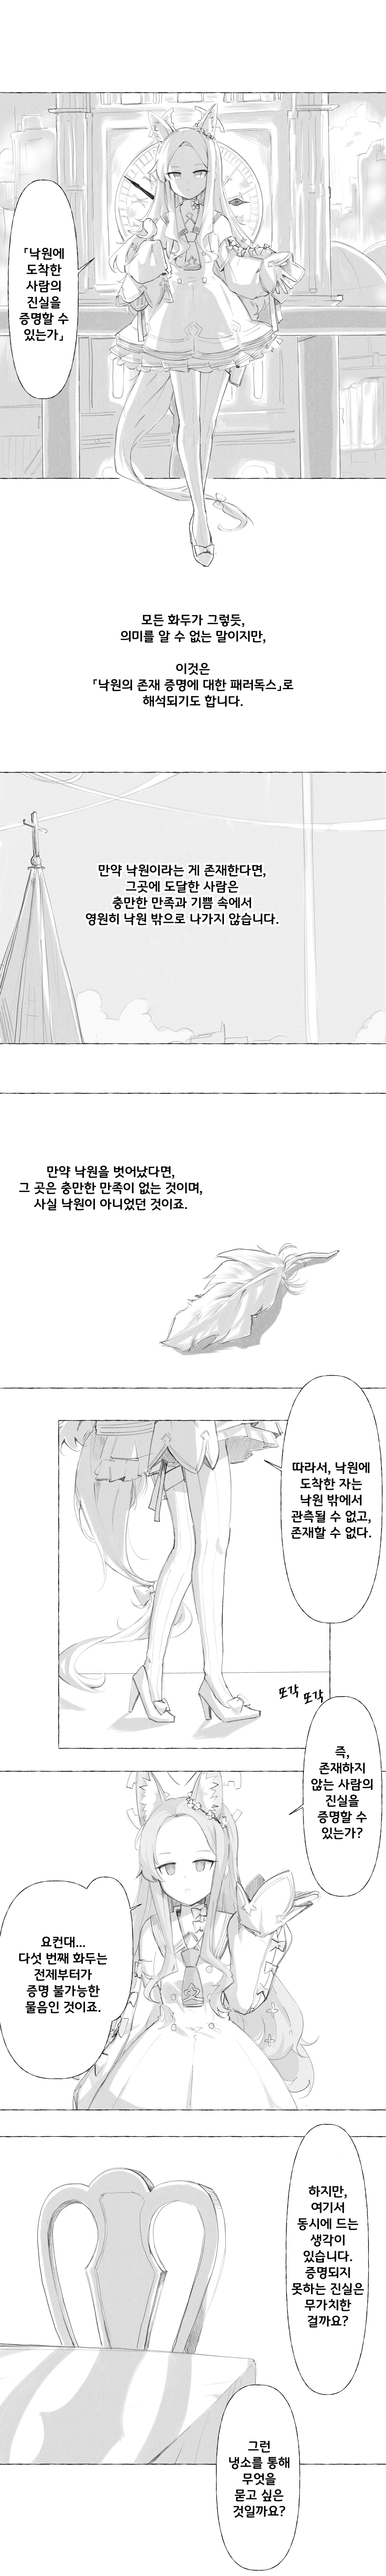 「낙원에
도착한
사람의
진실을
증명할 수
있는가」
모든 화두가 그렇듯,
의미를 알 수 없는 말이지만,
이것은
「낙원의 존재 증명에 대한 패러독스」로
해석되기도 합니다.
만약 낙원이라는 게 존재한다면,
그곳에 도달한 사람은
충만한 만족과 기쁨 속에서
영원히 낙원 밖으로 나가지 않습니다.
만약 낙원을 벗어났다면,
그 곳은 충만한 만족이 없는 것이며,
사실 낙원이 아니었던 것이죠.
따라서, 낙원에
도착한 자는
낙원 밖에서
관측될 수 없고,
존재할 수 없다.
또각 또각
즉,
존재하지
않는 사람의
진실을
증명할 수
있는가?
요컨대...
다섯 번째 화두는
전제부터가
증명 불가능한
물음인 것이죠.
하지만,
여기서
동시에 드는
생각이
있습니다.
증명되지
못하는 진실은
무가치한
걸까요?
그런
냉소를 통해
무엇을
묻고 싶은
것일까요?